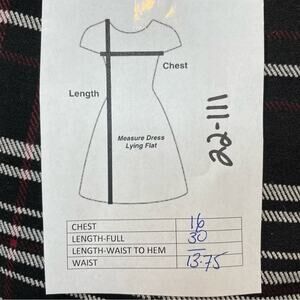 Chest
Length
Measure Dress
Lying Flat
111-22
CHEST 16
LENGTH-FULL 30
LENGTH-WAIST TO HEM —
WAIST 13.75